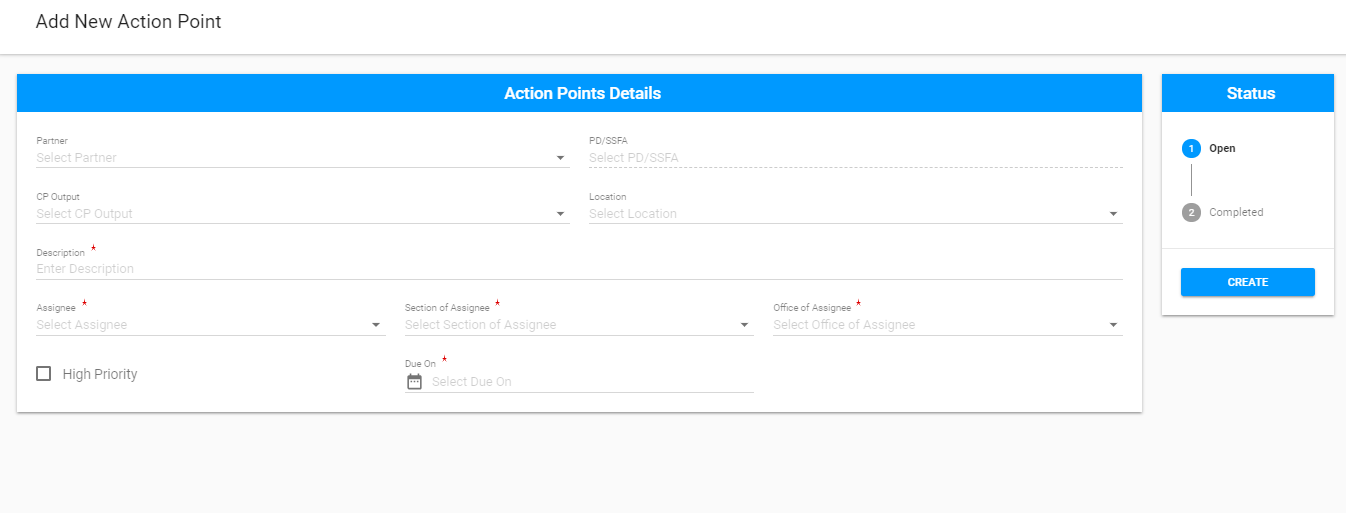 Add New Action Point
Action Points Details
Partner
Select Partner
PD/SSFA
Select PD/SSFA
CP Output
Select CP Output
Location
Select Location
Description *
Enter Description
Assignee *
Select Assignee
Section of Assignee *
Select Section of Assignee
Office of Assignee *
Select Office of Assignee
High Priority
Due On *
Select Due On
Status
1 Open
2 Completed
CREATE